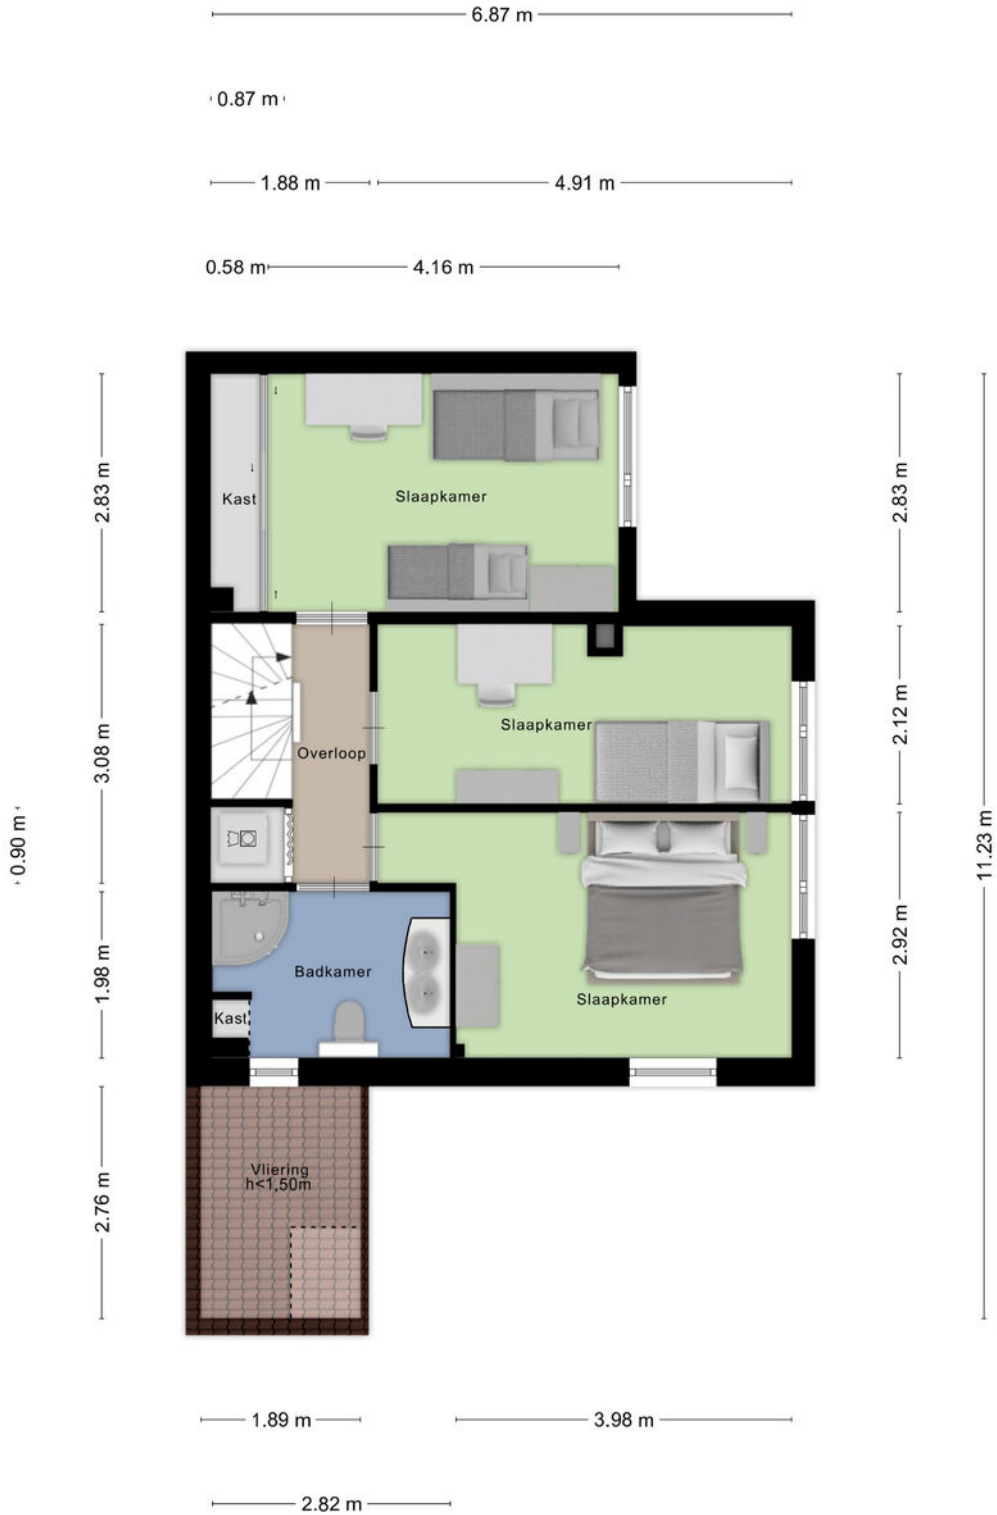 6.87 m
0.87 m
1.88 m
4.91 m
0.58 m
4.16 m
2.83 m
Kast
Slaapkamer
2.83 m
3.08 m
Overloop
Slaapkamer
2.12 m
0.90 m
11.23 m
1.98 m
Badkamer
Kast
Slaapkamer
2.92 m
2.76 m
Vliering
h<1,50m
1.89 m
3.98 m
2.82 m